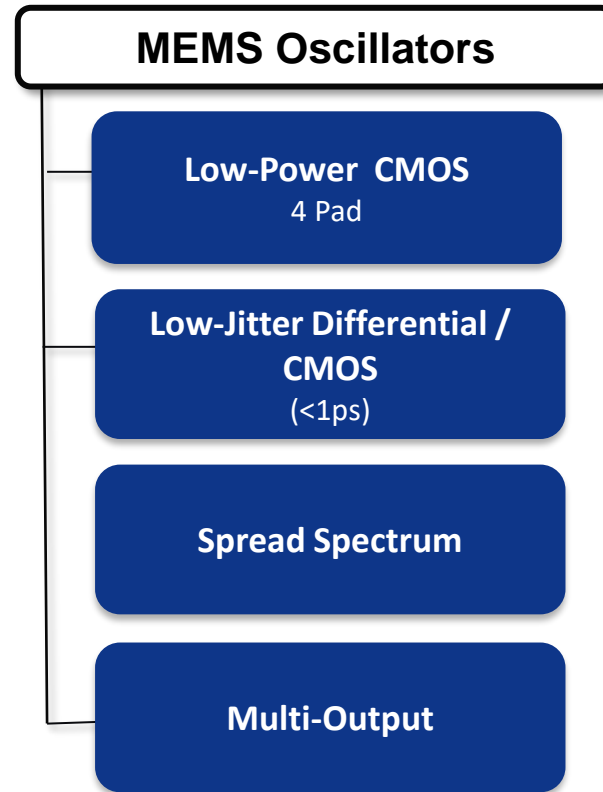 MEMS Oscillators
Low-Power CMOS
4 Pad
Low-Jitter Differential /
CMOS
(<1ps)
Spread Spectrum
Multi-Output